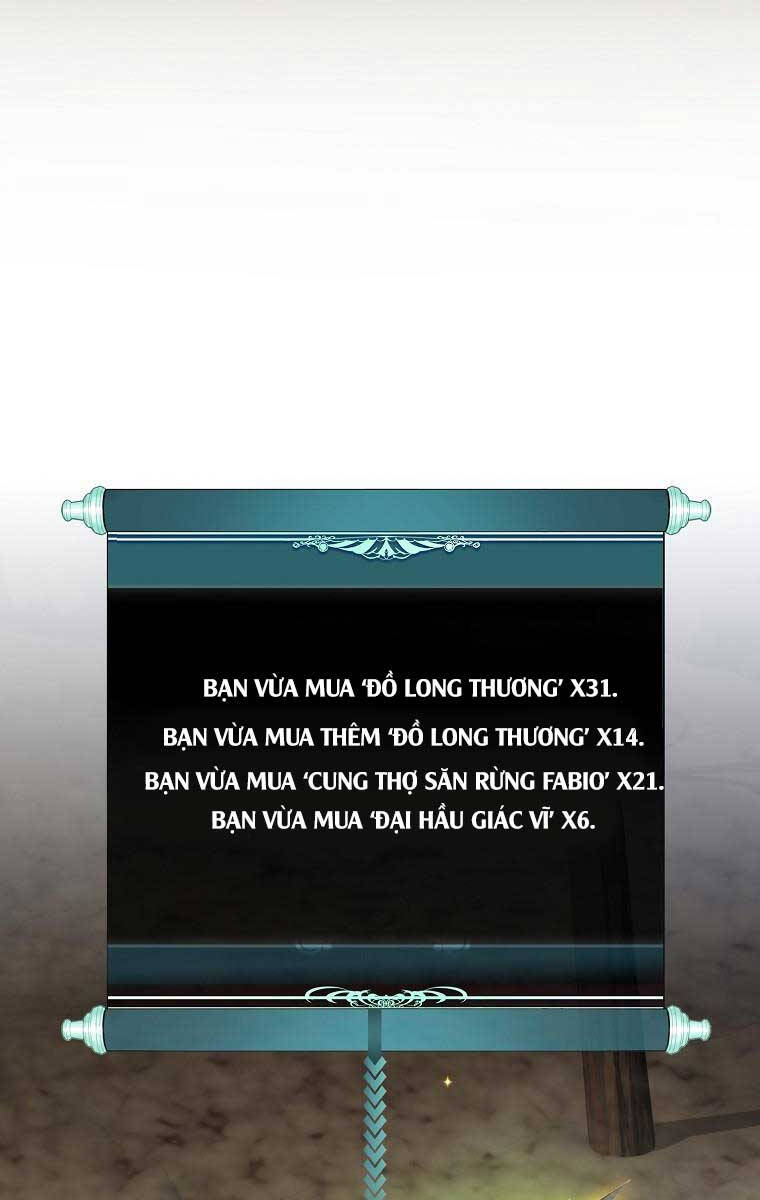 BẠN VỪA MUA ‘ĐỒ LONG THƯƠNG’ X31.
BẠN VỪA MUA THÊM ‘ĐỒ LONG THƯƠNG’ X14.
BẠN VỪA MUA ‘CUNG THỢ SĂN RỪNG FABIO’ X21.
BẠN VỪA MUA ‘ĐẠI HẦU GIÁC VĨ’ X6.